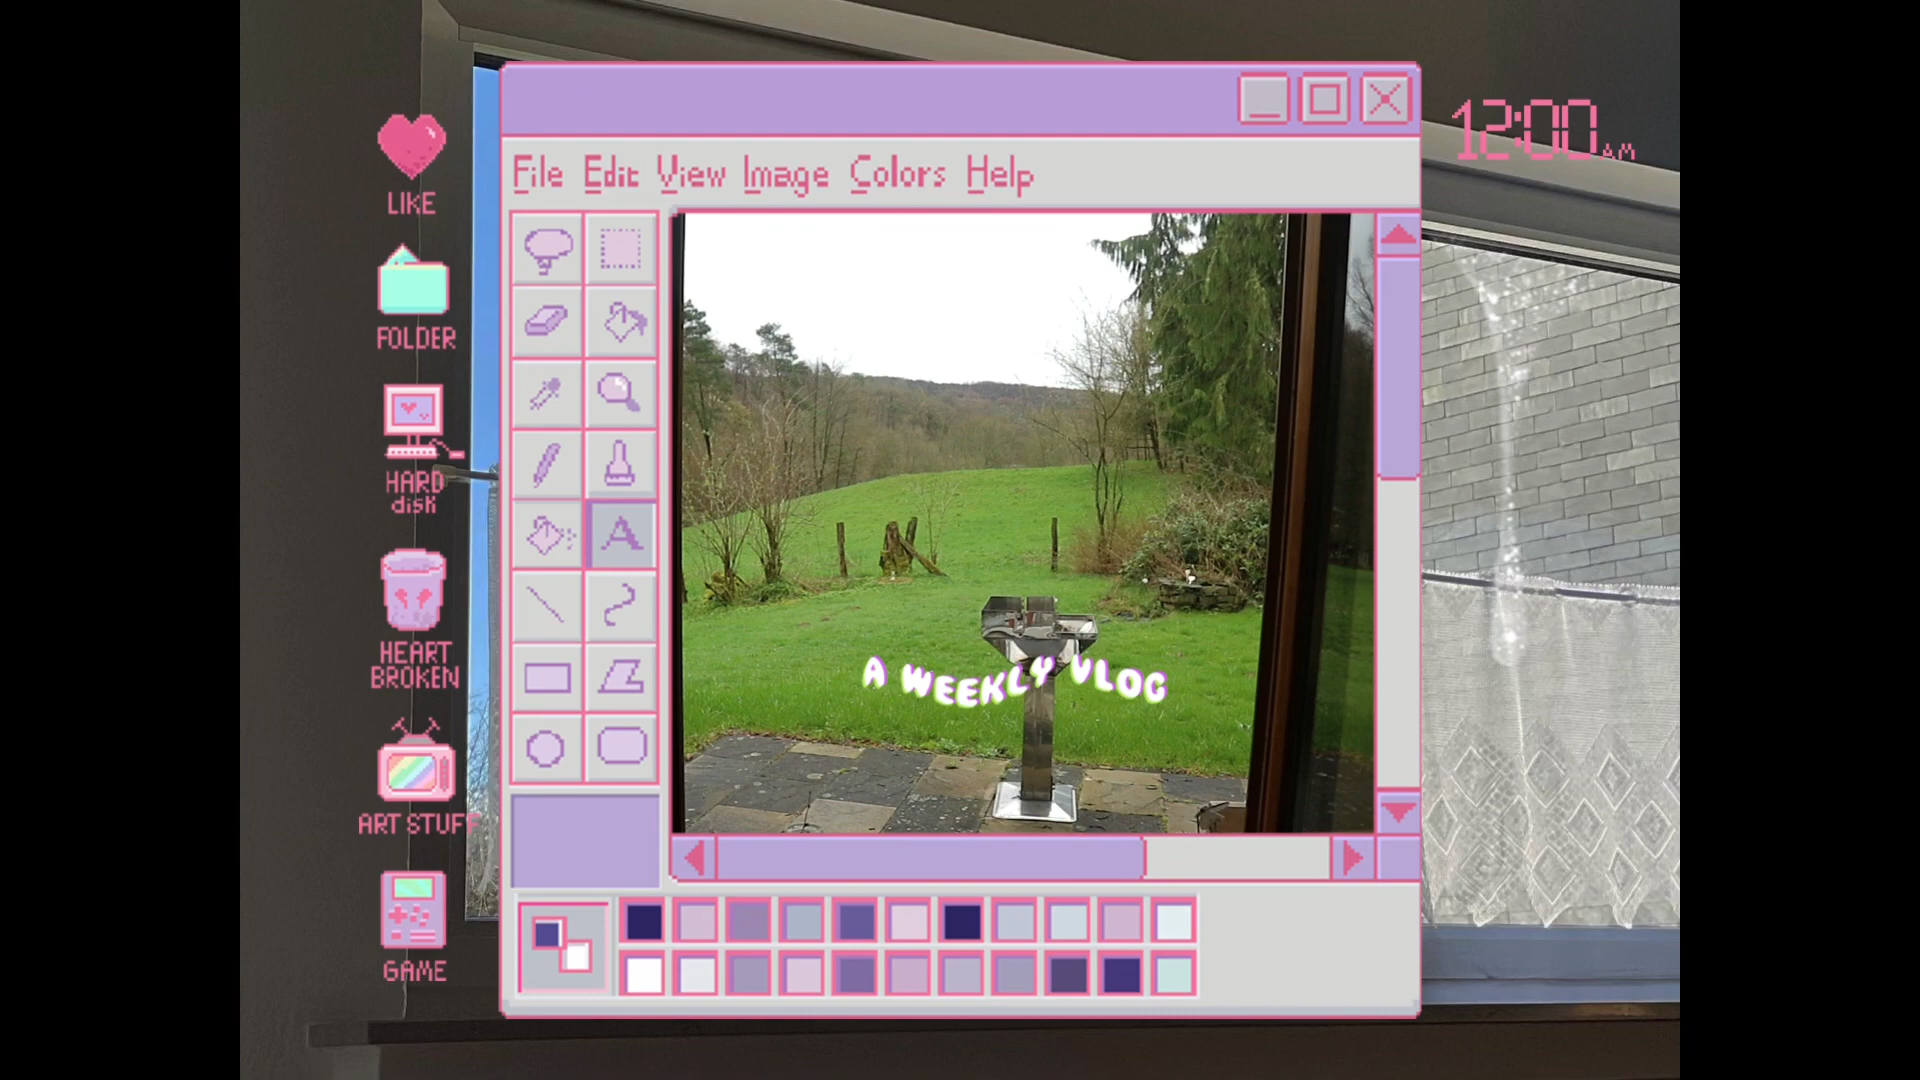 12:00 AM
File Edit View Image Colors Help
LIKE
FOLDER
HARD
disk
A
HEART
BROKEN
A WEEKLY VLOG
ART STUFF
GAME